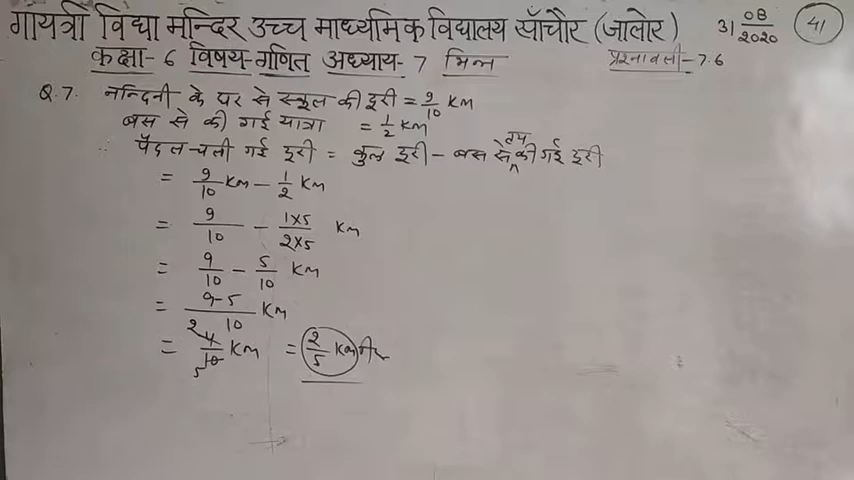 गायत्री विद्या मन्दिर उच्च माध्यमिक विद्यालय साँचौर (जालोर) 31 08/2020 41
कक्षा-6 विषय-गणित अध्याय-7 भिन्न प्रश्नावली-7.6
Q.7. नन्दिनी के घर से स्कूल की दूरी = 9/10 KM
बस से की गई यात्रा = 1/2 KM
∴ पैदल चली गई दूरी = कुल दूरी - बस से तय की गई दूरी
= 9/10 KM - 1/2 KM
= 9/10 - 1×5/2×5 KM
= 9/10 - 5/10 KM
= 9-5/10 KM
= 2 4/10 5 KM = 2/5 KM